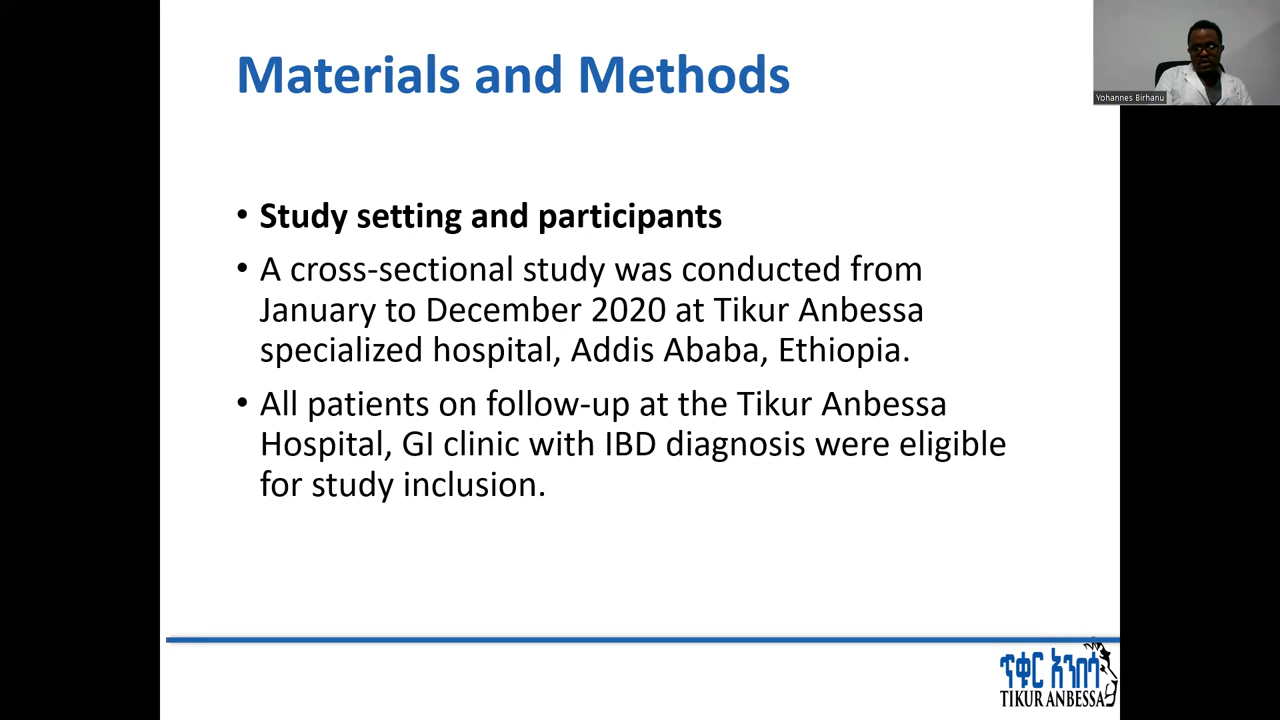 Materials and Methods
Yohannes Birhanu
• Study setting and participants
• A cross-sectional study was conducted from
January to December 2020 at Tikur Anbessa
specialized hospital, Addis Ababa, Ethiopia.
• All patients on follow-up at the Tikur Anbessa
Hospital, GI clinic with IBD diagnosis were eligible
for study inclusion.
ጥቁር አንበሳ
TIKUR ANBESSA